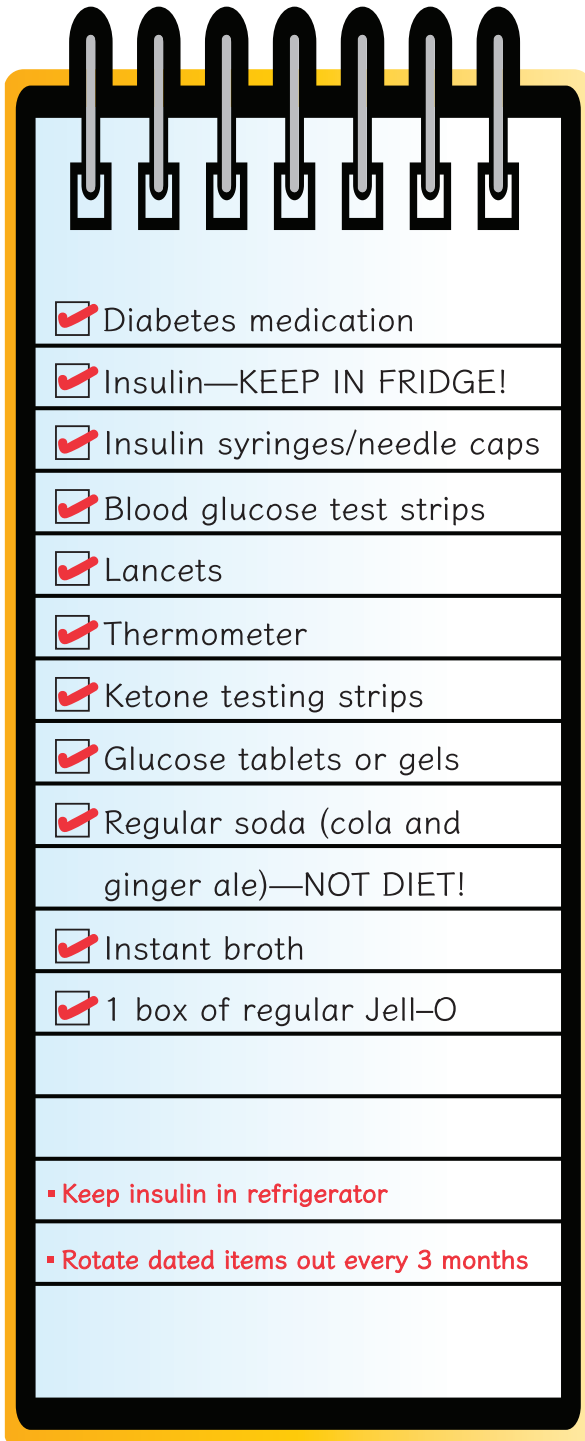 Diabetes medication
Insulin—KEEP IN FRIDGE!
Insulin syringes/needle caps
Blood glucose test strips
Lancets
Thermometer
Ketone testing strips
Glucose tablets or gels
Regular soda (cola and
ginger ale)—NOT DIET!
Instant broth
1 box of regular Jell–O
▪ Keep insulin in refrigerator
▪ Rotate dated items out every 3 months